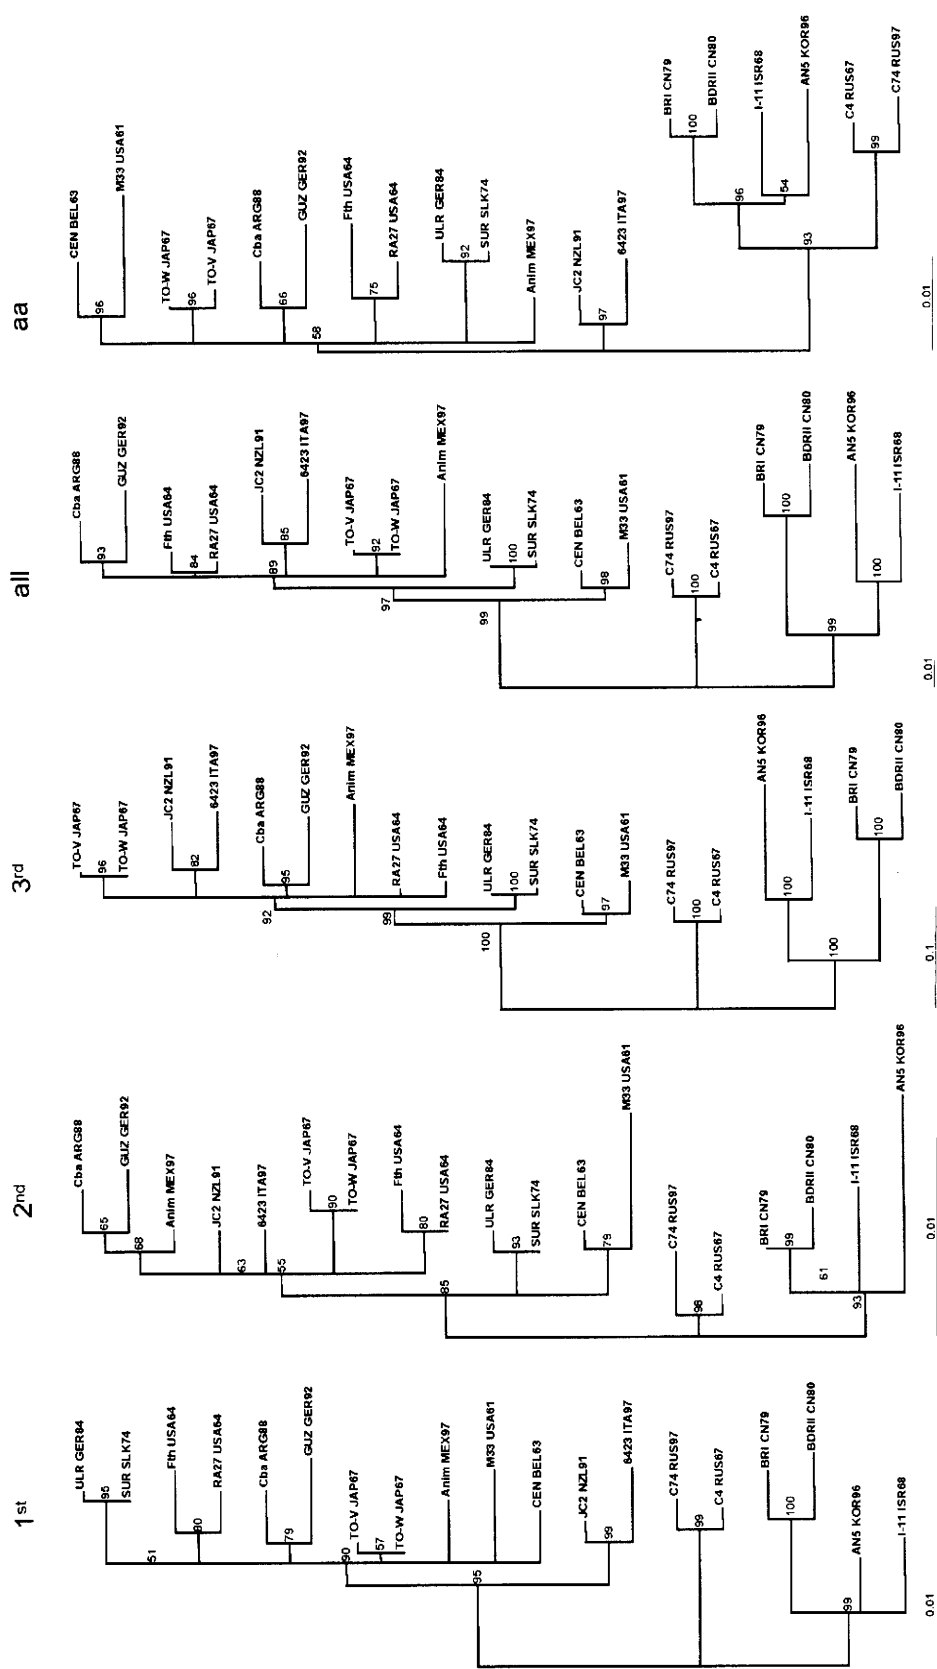 1st
ULR GER84
95
SUR SLK74
51
Fth USA64
80
RA27 USA64
Cba ARG88
79
GUZ GER92
90
TO-V JAP67
57
TO-W JAP67
Anim MEX97
95
M33 USA61
CEN BEL63
JC2 NZL91
99
6423 ITA97
C74 RUS97
99
C4 RUS67
BRI CN79
100
BDRII CN80
99
AN5 KOR96
I-11 ISR68
0.01
2nd
Cba ARG88
65
GUZ GER92
68
Anim MEX97
JC2 NZL91
63
6423 ITA97
55
TO-V JAP67
90
TO-W JAP67
Fth USA64
80
RA27 USA64
85
ULR GER84
93
SUR SLK74
CEN BEL63
79
M33 USA61
C74 RUS97
98
C4 RUS67
BRI CN79
99
BDRII CN80
61
93
I-11 ISR68
AN5 KOR96
0.01
3rd
TO-V JAP67
96
TO-W JAP67
JC2 NZL91
82
6423 ITA97
Cba ARG88
92
95
GUZ GER92
Anim MEX97
99
RA27 USA64
Fth USA64
ULR GER84
100
100
SUR SLK74
CEN BEL63
97
M33 USA61
C74 RUS97
100
C4 RUS67
AN5 KOR96
100
I-11 ISR68
100
BRI CN79
100
BDRII CN80
0.1
all
Cba ARG88
93
GUZ GER92
Fth USA64
84
RA27 USA64
JC2 NZL91
89
85
6423 ITA97
TO-V JAP67
92
97
TO-W JAP67
Anim MEX97
ULR GER84
99
100
SUR SLK74
CEN BEL63
98
M33 USA61
C74 RUS97
100
C4 RUS67
BRI CN79
100
BDRII CN80
99
AN5 KOR96
100
I-11 ISR68
0.01
aa
CEN BEL63
96
M33 USA61
TO-W JAP67
96
TO-V JAP67
Cba ARG88
66
GUZ GER92
58
Fth USA64
75
RA27 USA64
ULR GER84
92
SUR SLK74
Anim MEX97
JC2 NZL91
97
6423 ITA97
BRI CN79
100
BDRII CN80
96
I-11 ISR68
54
AN5 KOR96
93
C4 RUS67
99
C74 RUS97
0.01